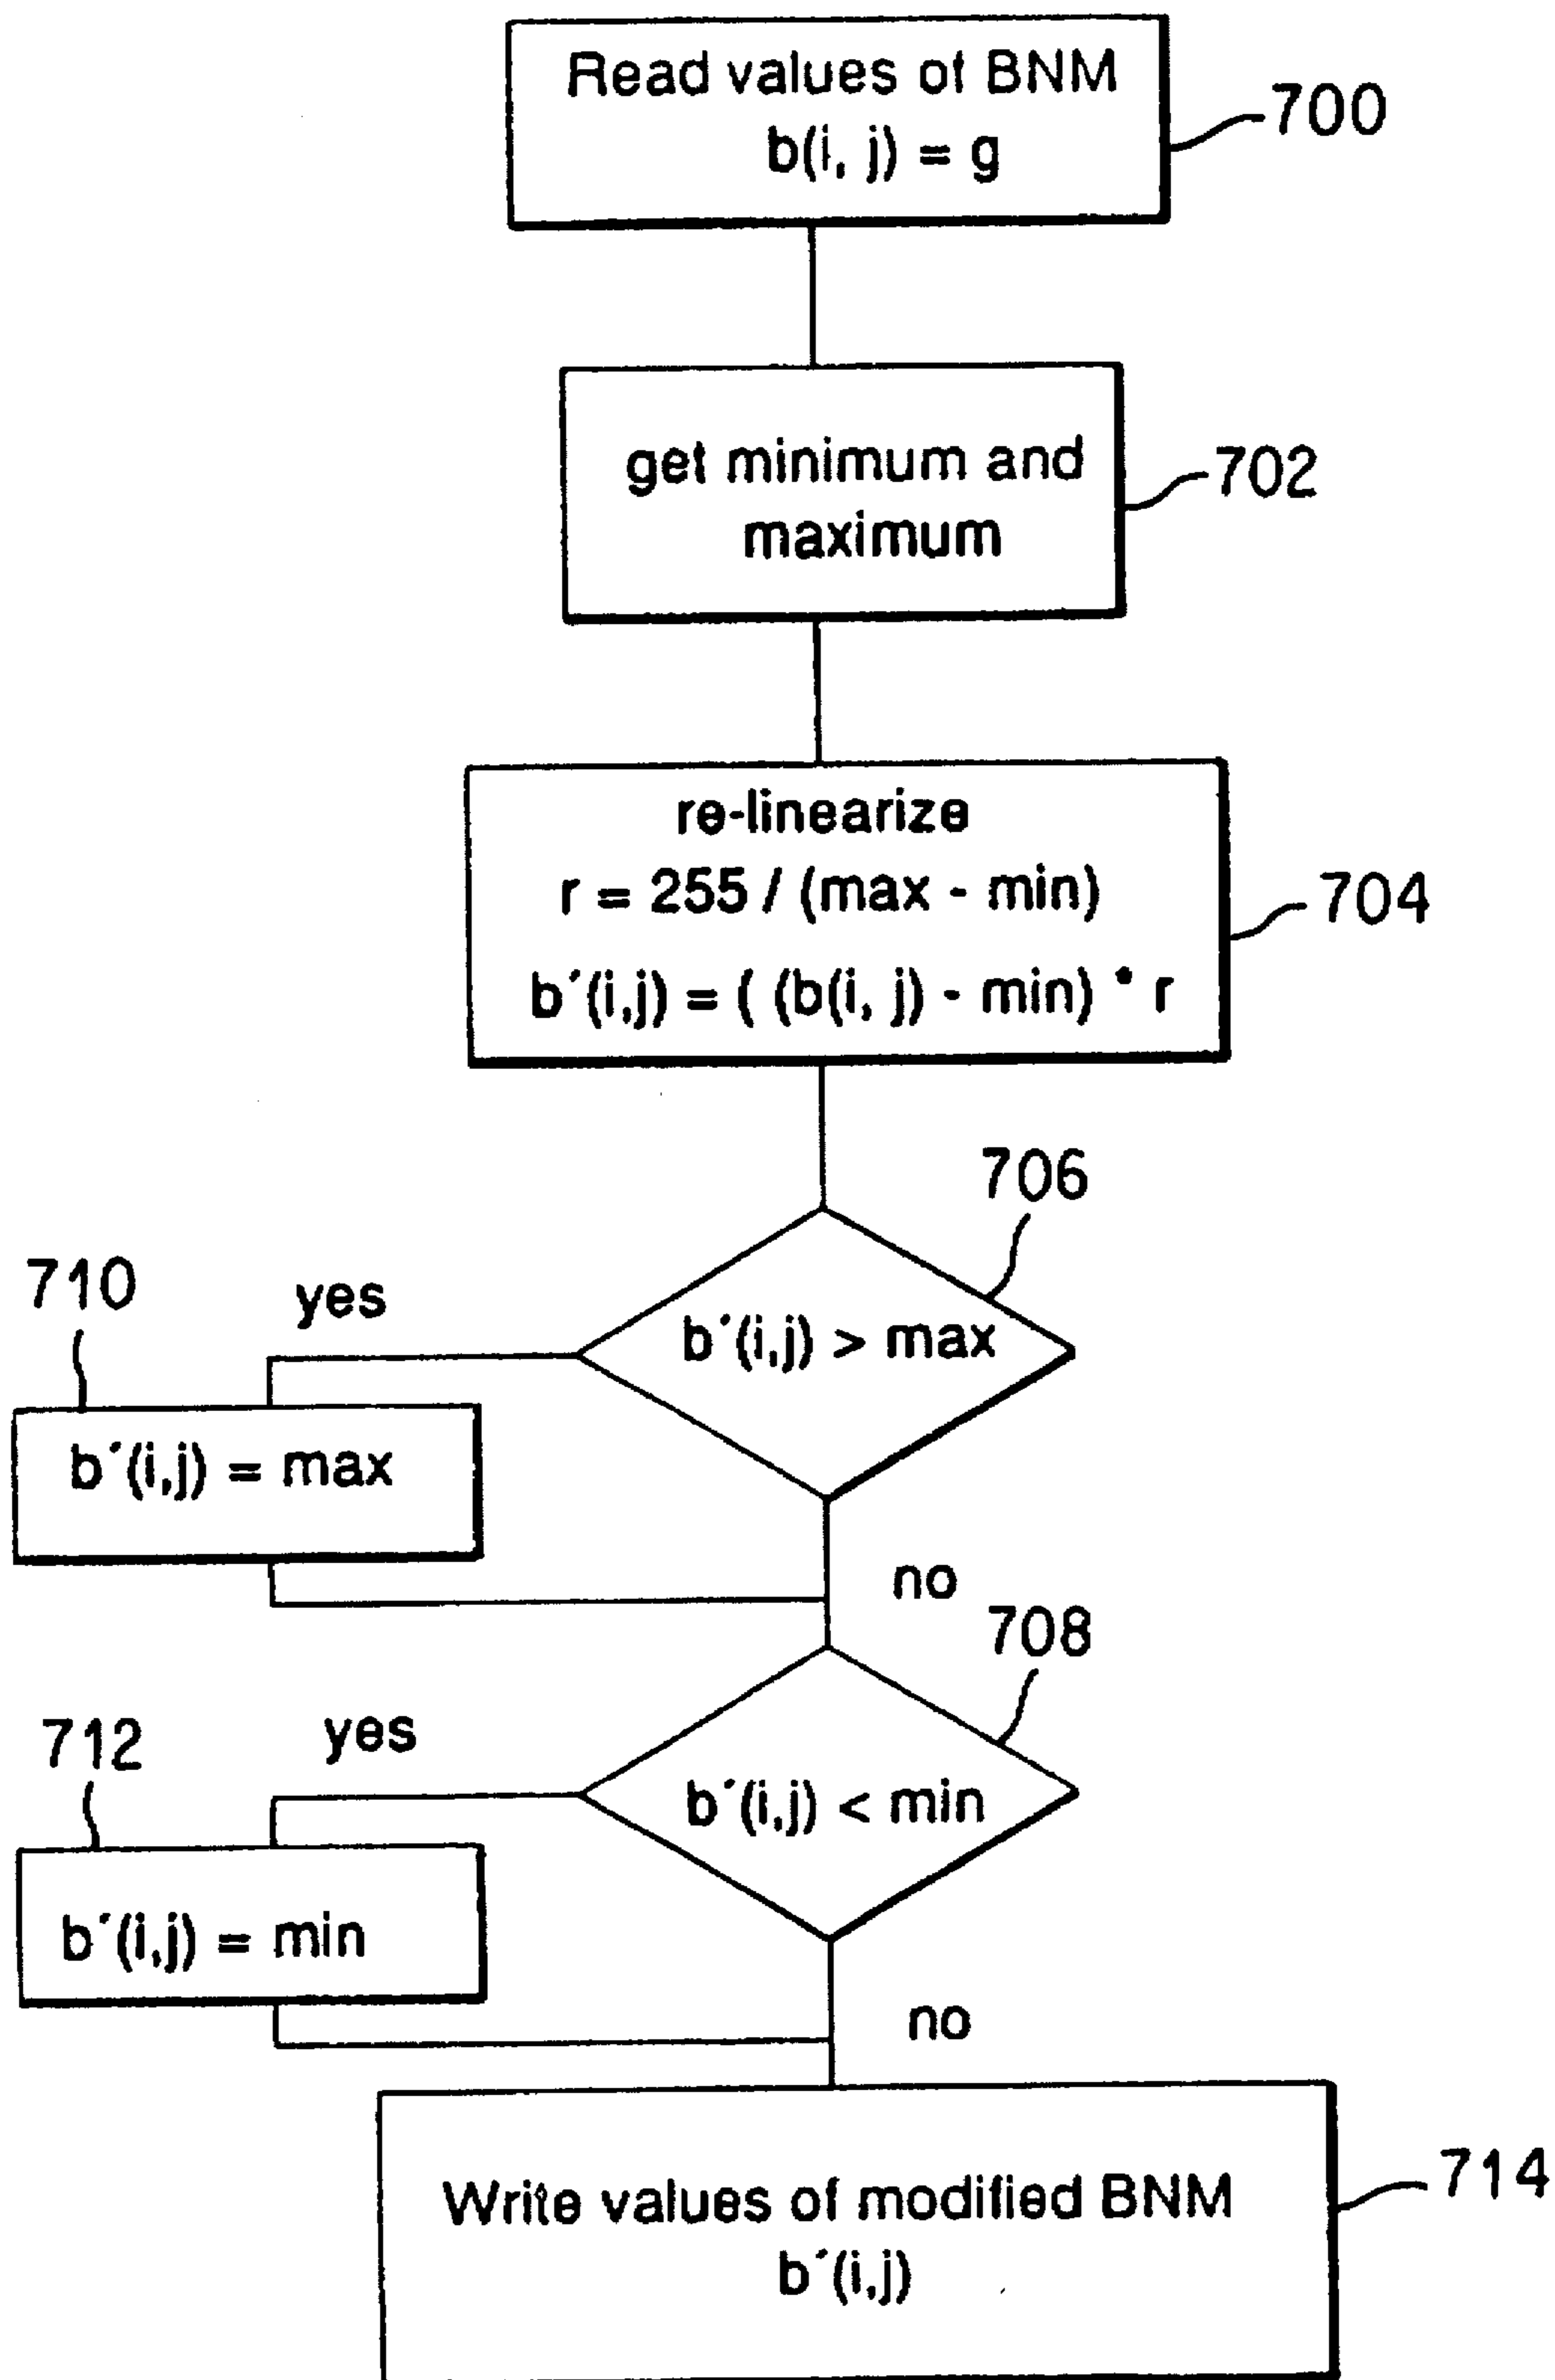 Read values of BNM
b(i, j) = g
700
get minimum and
maximum
702
re-linearize
r = 255 / (max - min)
b´(i,j) = ( (b(i, j) - min) * r
704
706
b´(i,j) > max
yes
710
b´(i,j) = max
no
708
b´(i,j) < min
yes
712
b´(i,j) = min
no
Write values of modified BNM
b´(i,j)
714